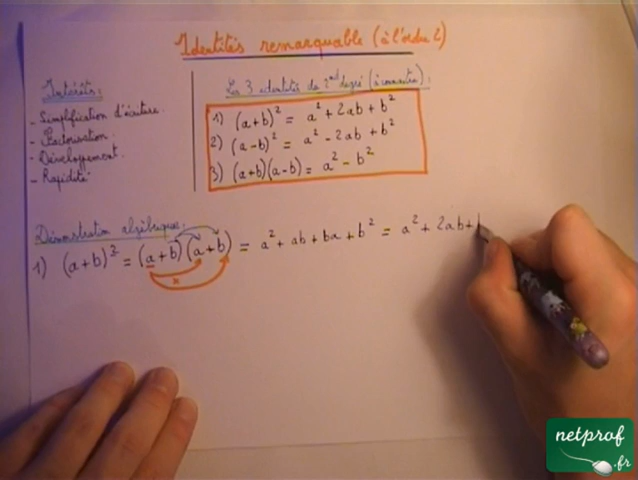 Identités remarquable (à l'ordre 2)
Intérêts:
- Simplification d'écriture.
- Factorisation.
- Développement.
- Rapidité
Les 3 identités du 2nd degré (à connaitre):
1) (a+b)² = a² + 2ab + b²
2) (a-b)² = a² - 2ab + b²
3) (a+b)(a-b) = a² - b²
Démonstration algébrique:
1) (a+b)² = (a+b)(a+b) = a² + ab + ba + b² = a² + 2ab +
x
netprof
.fr